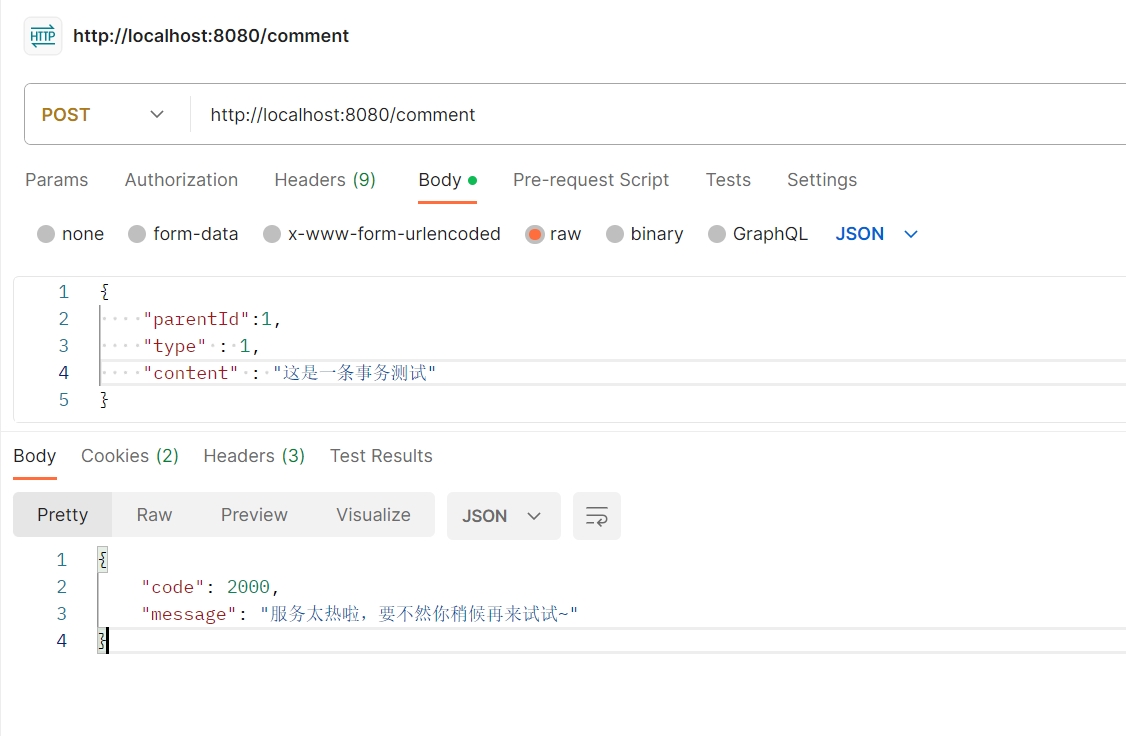 HTTP http://localhost:8080/comment
POST http://localhost:8080/comment
Params Authorization Headers (9) Body Pre-request Script Tests Settings
none form-data x-www-form-urlencoded raw binary GraphQL JSON
1 {
2 ····"parentId":1,
3 ····"type"·:·1,
4 ····"content"·:·"这是一条事务测试"
5 }
Body Cookies (2) Headers (3) Test Results
Pretty Raw Preview Visualize JSON
1 {
2 "code": 2000,
3 "message": "服务太热啦，要不然你稍候再来试试~"
4 }